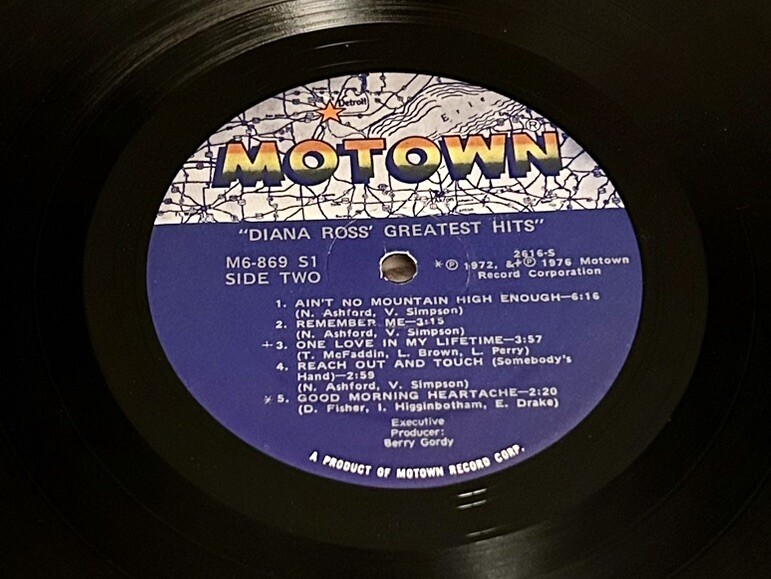 Detroit
Erie
MOTOWN®
"DIANA ROSS' GREATEST HITS"
M6-869 S1
SIDE TWO
2616-S
*℗ 1972, &+℗ 1976 Motown
Record Corporation
1. AIN'T NO MOUNTAIN HIGH ENOUGH—6:16
(N. Ashford, V. Simpson)
2. REMEMBER ME—3:15
(N. Ashford, V. Simpson)
+3. ONE LOVE IN MY LIFETIME—3:57
(T. McFaddin, L. Brown, L. Perry)
4. REACH OUT AND TOUCH (Somebody's
Hand)—2:59
(N. Ashford, V. Simpson)
*5. GOOD MORNING HEARTACHE—2:20
(D. Fisher, I. Higginbotham, E. Drake)
Executive
Producer:
Berry Gordy
A PRODUCT OF MOTOWN RECORD CORP.